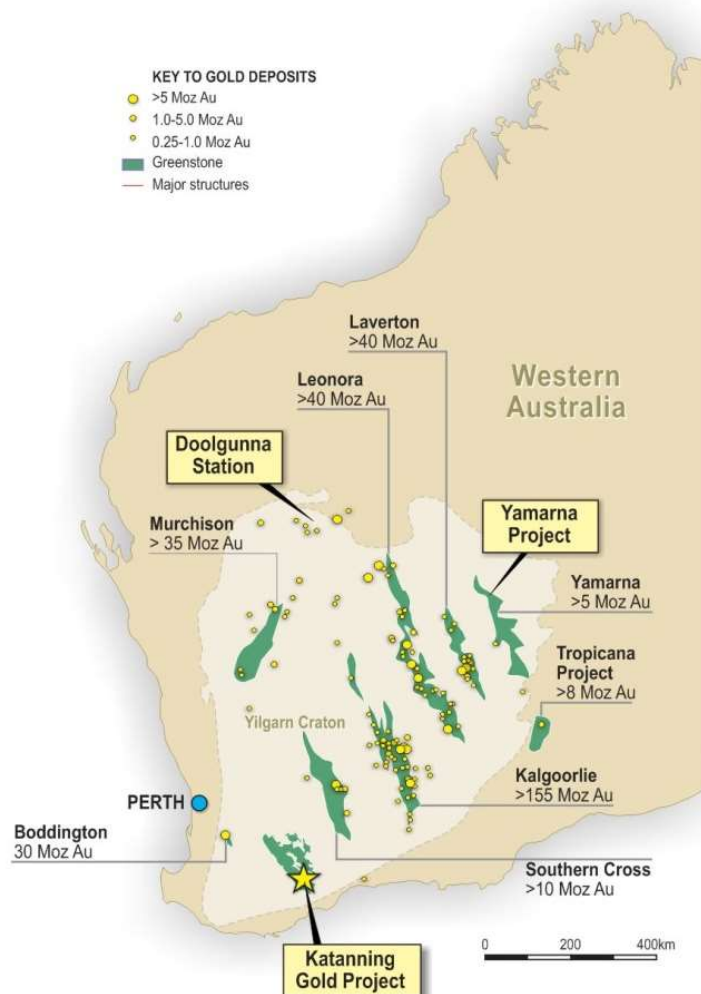 KEY TO GOLD DEPOSITS
>5 Moz Au
1.0-5.0 Moz Au
0.25-1.0 Moz Au
Greenstone
Major structures
Laverton
>40 Moz Au
Leonora
>40 Moz Au
Western
Australia
Doolgunna
Station
Murchison
> 35 Moz Au
Yamarna
Project
Yamarna
>5 Moz Au
Tropicana
Project
>8 Moz Au
Yilgarn Craton
Kalgoorlie
>155 Moz Au
PERTH
Boddington
30 Moz Au
Southern Cross
>10 Moz Au
Katanning
Gold Project
0 200 400km